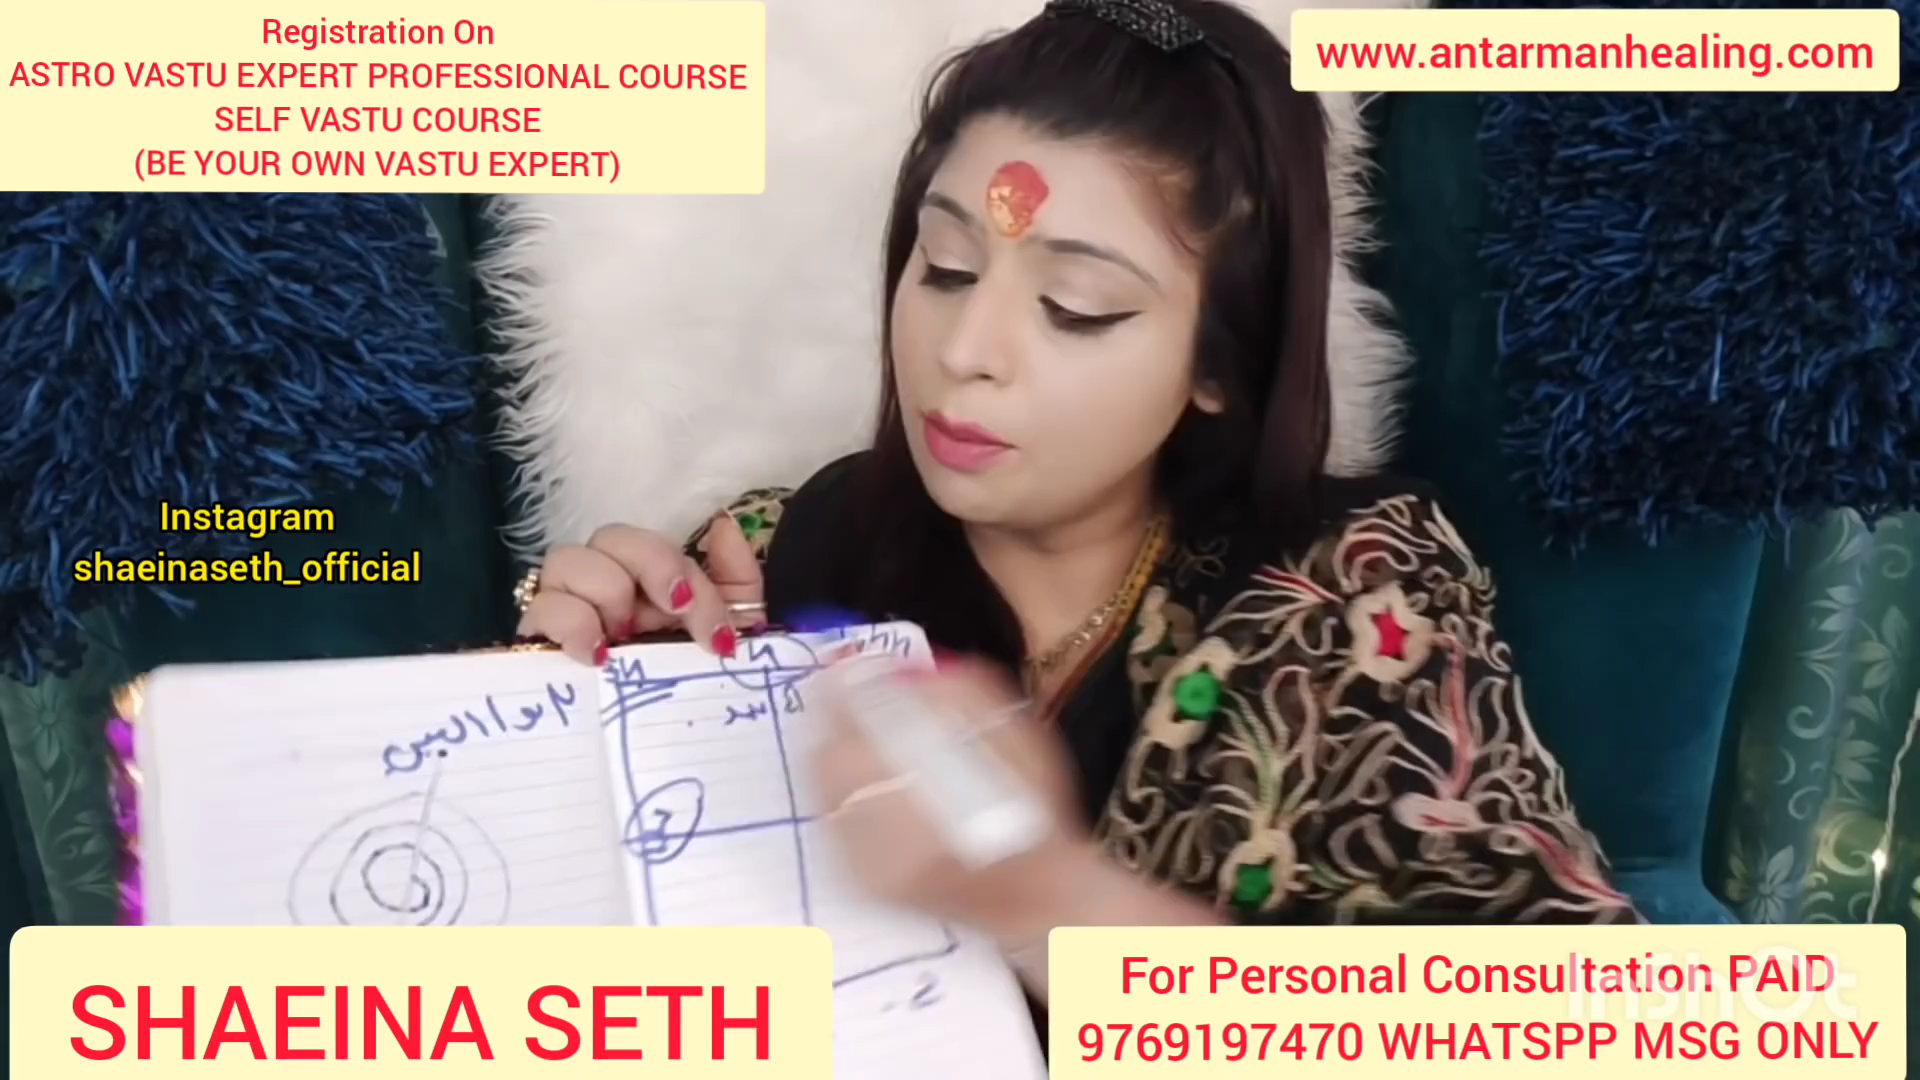 Registration On
ASTRO VASTU EXPERT PROFESSIONAL COURSE
SELF VASTU COURSE
(BE YOUR OWN VASTU EXPERT)
www.antarmanhealing.com
Instagram
shaeinaseth_official
N
E
S
SHAEINA SETH
For Personal Consultation PAID
9769197470 WHATSPP MSG ONLY
InShOt